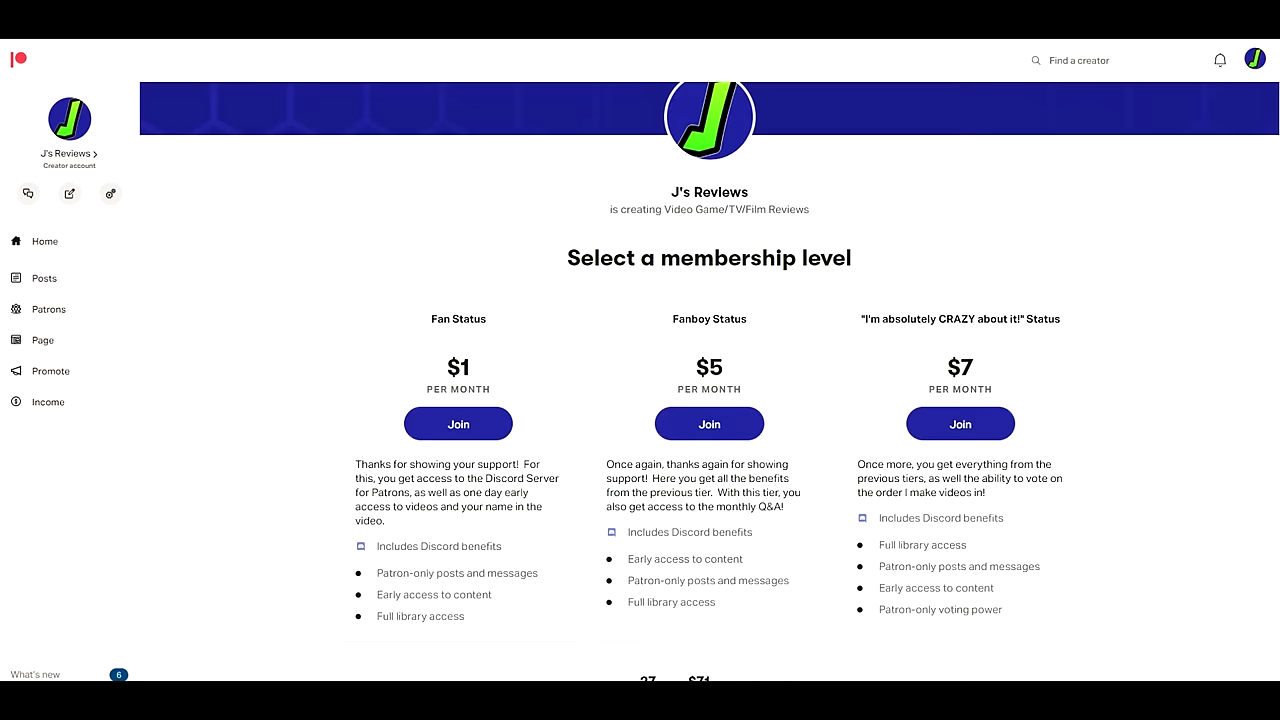 Find a creator
J's Reviews
Creator account
Home
Posts
Patrons
Page
Promote
Income
What's new
6
J's Reviews
is creating Video Game/TV/Film Reviews
Select a membership level
Fan Status
$1
PER MONTH
Join
Thanks for showing your support! For
this, you get access to the Discord Server
for Patrons, as well as one day early
access to videos and your name in the
video.
Includes Discord benefits
Patron-only posts and messages
Early access to content
Full library access
Fanboy Status
$5
PER MONTH
Join
Once again, thanks again for showing
support! Here you get all the benefits
from the previous tier. With this tier, you
also get access to the monthly Q&A!
Includes Discord benefits
Early access to content
Patron-only posts and messages
Full library access
"I'm absolutely CRAZY about it!" Status
$7
PER MONTH
Join
Once more, you get everything from the
previous tiers, as well the ability to vote on
the order I make videos in!
Includes Discord benefits
Full library access
Patron-only posts and messages
Early access to content
Patron-only voting power
27 $71